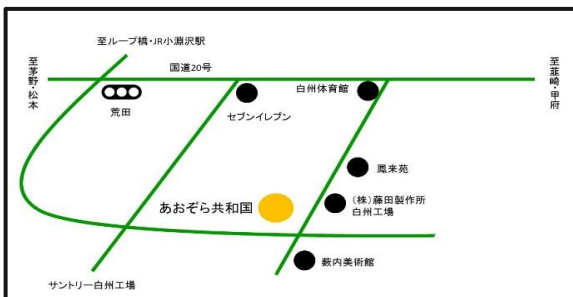 至ループ橋・JR小淵沢駅
国道20号
至茅野・松本
至韮崎・甲府
荒田
セブンイレブン
白州体育館
鳳来苑
(株)藤田製作所
白州工場
あおぞら共和国
薮内美術館
サントリー白州工場